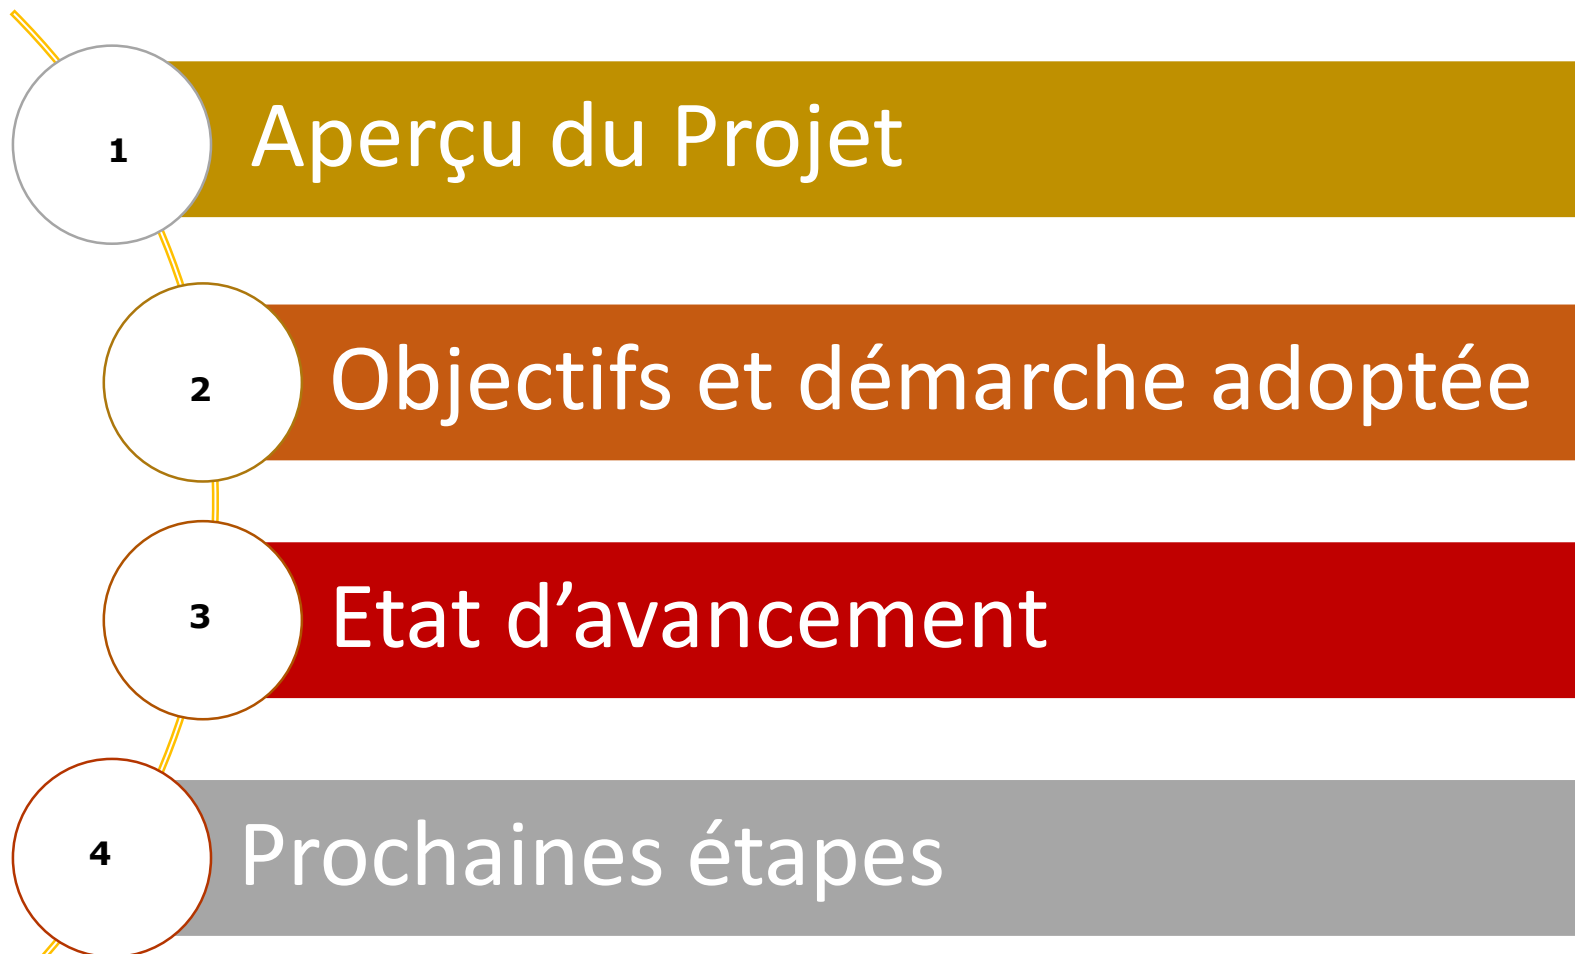 1
Aperçu du Projet
2
Objectifs et démarche adoptée
3
Etat d’avancement
4
Prochaines étapes